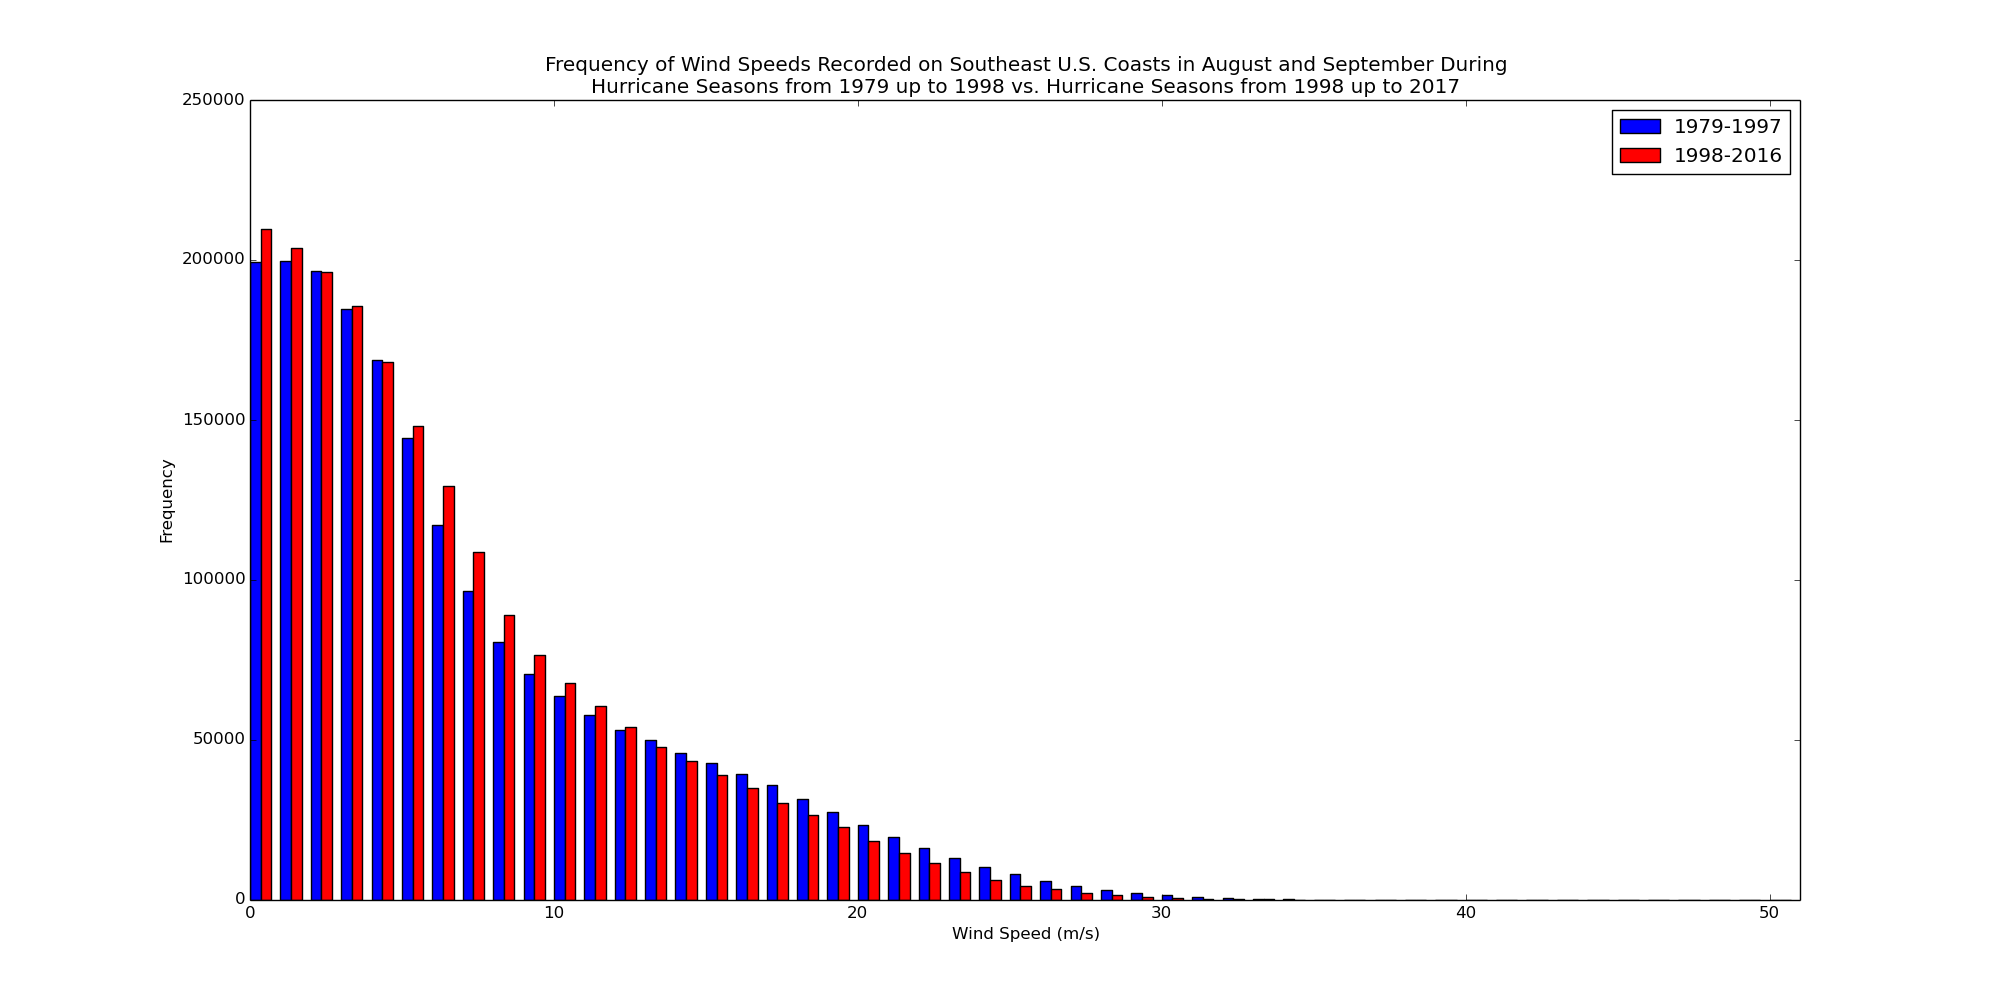 Frequency of Wind Speeds Recorded on Southeast U.S. Coasts in August and September During
Hurricane Seasons from 1979 up to 1998 vs. Hurricane Seasons from 1998 up to 2017
250000
200000
150000
100000
50000
0
Frequency
1979-1997
1998-2016
0 10 20 30 40 50
Wind Speed (m/s)